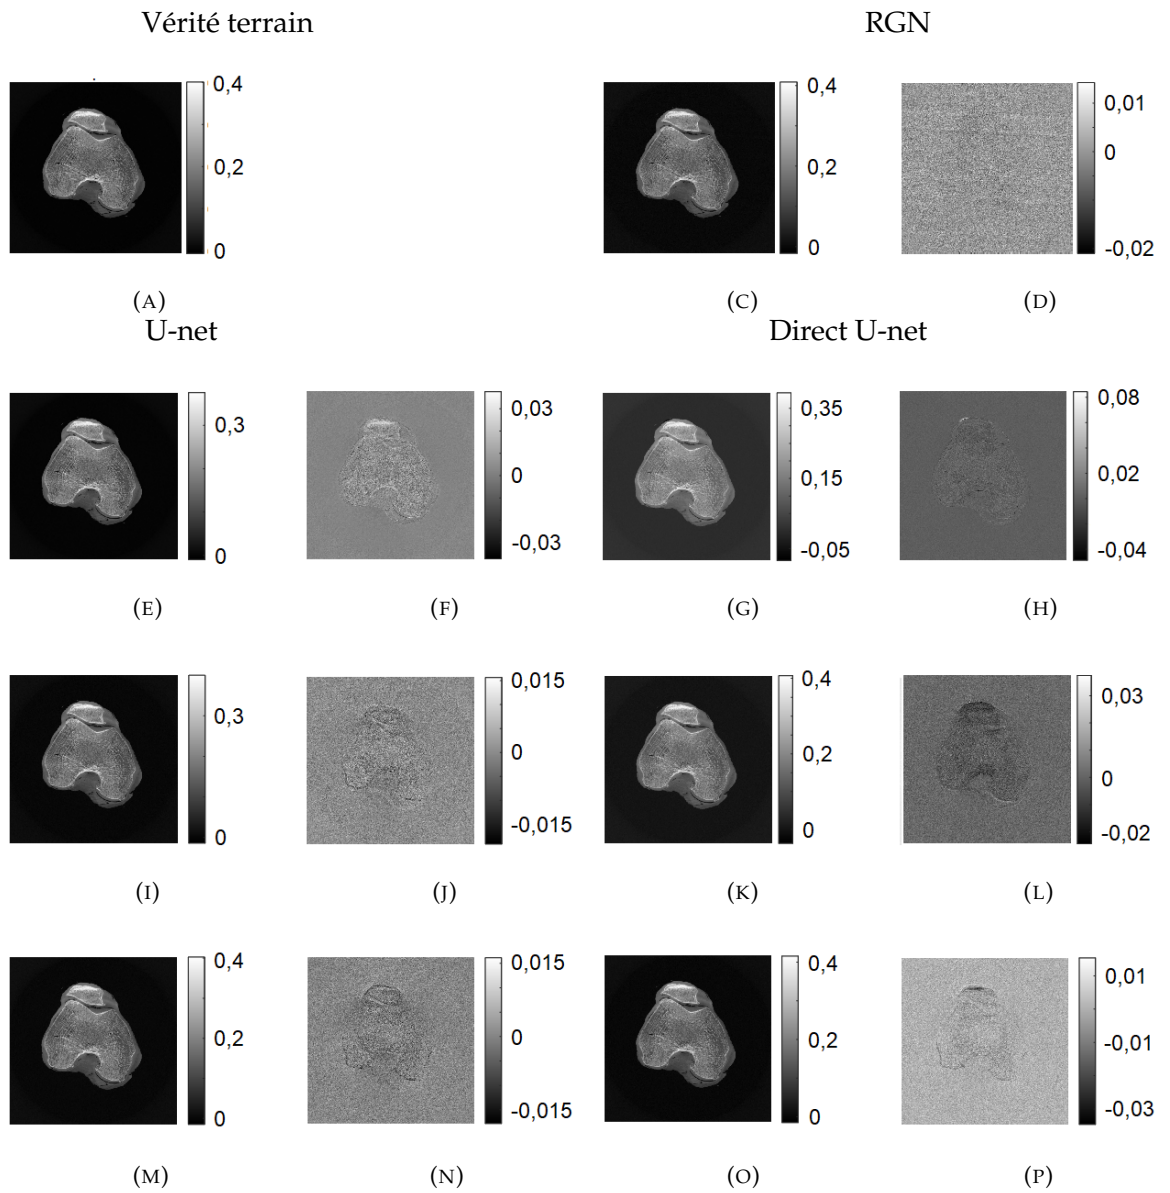 Vérité terrain
RGN
0,4
0,2
0
0,4
0,2
0
0,01
0
-0,02
(A)
(C)
(D)
U-net
Direct U-net
0,3
0
0,03
0
-0,03
0,35
0,15
-0,05
0,08
0,02
-0,04
(E)
(F)
(G)
(H)
0,3
0
0,015
0
-0,015
0,4
0,2
0
0,03
0
-0,02
(I)
(J)
(K)
(L)
0,4
0,2
0
0,015
0
-0,015
0,4
0,2
0
0,01
-0,01
-0,03
(M)
(N)
(O)
(P)